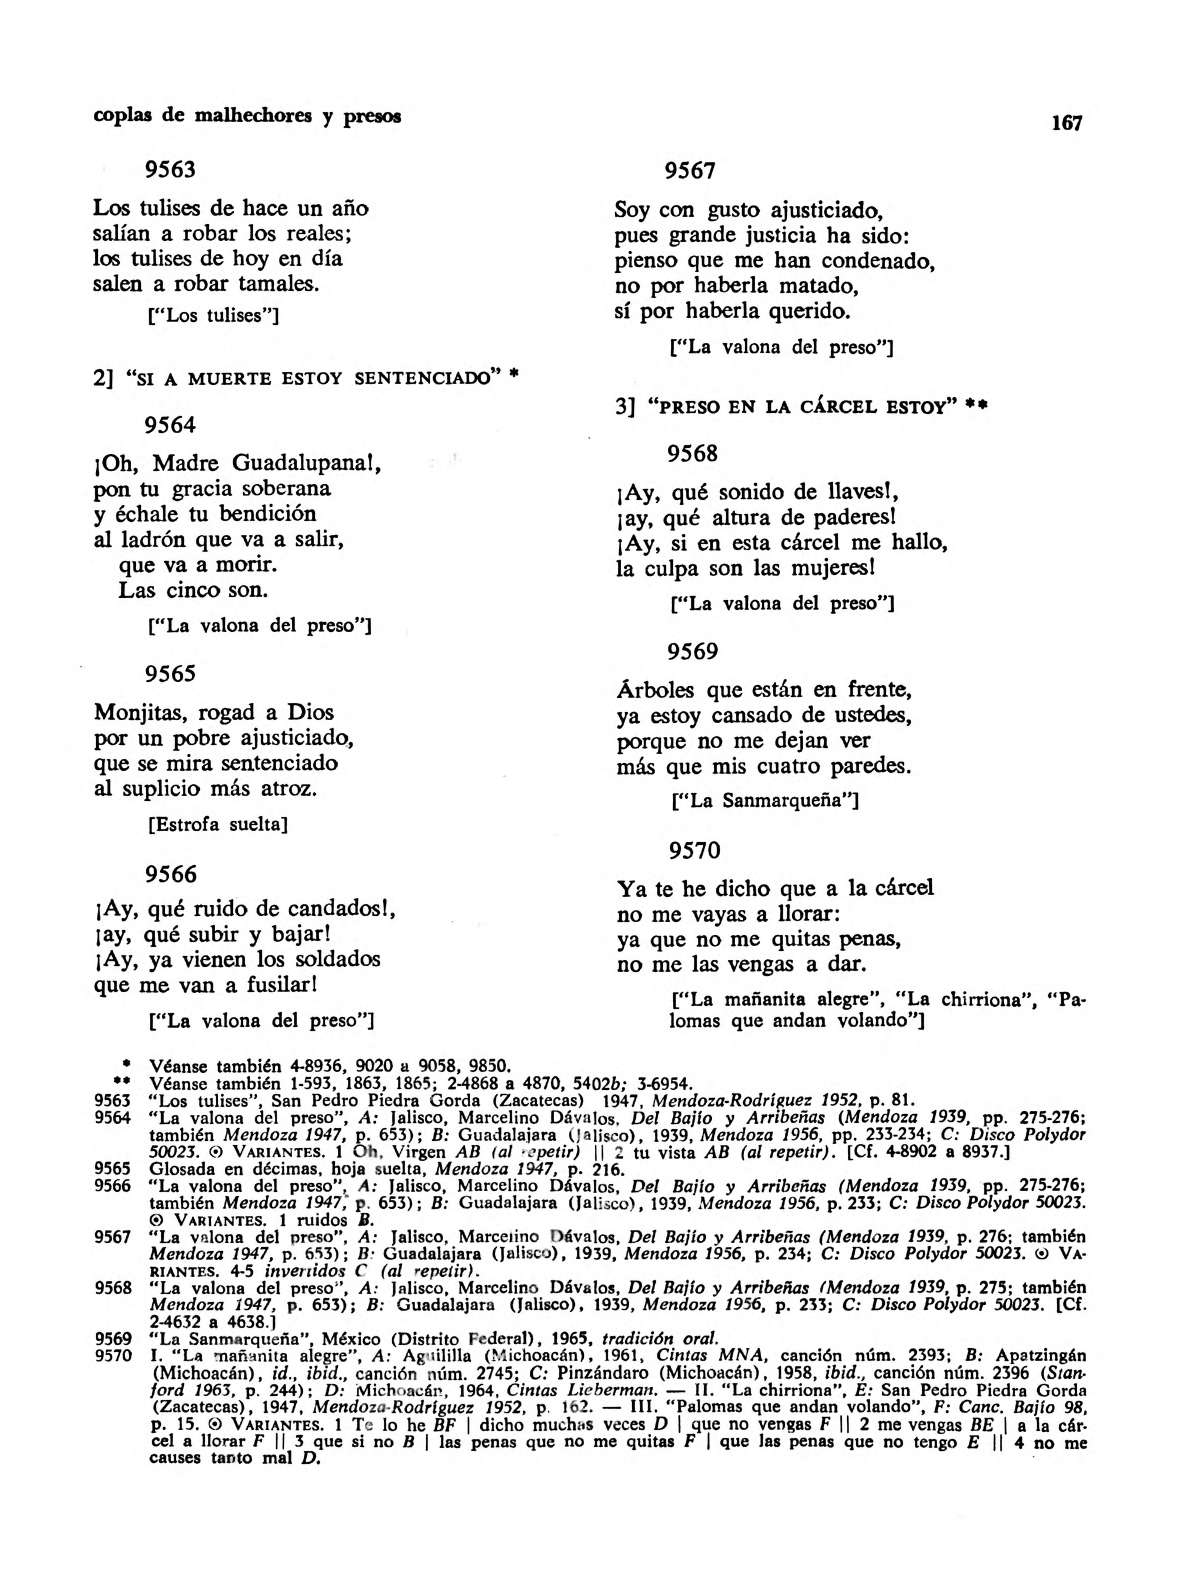 coplas de malhechores y presos
167
9563
Los tulises de hace un año
salían a robar los reales;
los tulises de hoy en día
salen a robar tamales.
[“Los tulises”]
2] “SI A MUERTE ESTOY SENTENCIADO” *
9564
¡Oh, Madre Guadalupana!,
pon tu gracia soberana
y échale tu bendición
al ladrón que va a salir,
que va a morir.
Las cinco son.
[“La valona del preso”]
9565
Monjitas, rogad a Dios
por un pobre ajusticiado,
que se mira sentenciado
al suplicio más atroz.
[Estrofa suelta]
9566
¡Ay, qué ruido de candados!,
¡ay, qué subir y bajar!
¡Ay, ya vienen los soldados
que me van a fusilar!
[“La valona del preso”]
9567
Soy con gusto ajusticiado,
pues grande justicia ha sido:
pienso que me han condenado,
no por haberla matado,
sí por haberla querido.
[“La valona del preso”]
3] “PRESO EN LA CÁRCEL ESTOY” **
9568
¡Ay, qué sonido de llaves!,
¡ay, qué altura de paderes!
¡Ay, si en esta cárcel me hallo,
la culpa son las mujeres!
[“La valona del preso”]
9569
Árboles que están en frente,
ya estoy cansado de ustedes,
porque no me dejan ver
más que mis cuatro paredes.
[“La Sanmarqueña”]
9570
Ya te he dicho que a la cárcel
no me vayas a llorar:
ya que no me quitas penas,
no me las vengas a dar.
[“La mañanita alegre”, “La chirriona”, “Pa-
lomas que andan volando”]
* Véanse también 4-8936, 9020 a 9058, 9850.
** Véanse también 1-593, 1863, 1865; 2-4868 a 4870, 5402b; 3-6954.
9563 “Los tulises”, San Pedro Piedra Gorda (Zacatecas) 1947, Mendoza-Rodríguez 1952, p. 81.
9564 “La valona del preso”, A: Jalisco, Marcelino Dávalos, Del Bajío y Arribeñas (Mendoza 1939, pp. 275-276;
también Mendoza 1947, p. 653); B: Guadalajara (Jalisco), 1939, Mendoza 1956, pp. 233-234; C: Disco Polydor
50023. ⊙ VARIANTES. 1 Oh, Virgen AB (al repetir) || 2 tu vista AB (al repetir). [Cf. 4-8902 a 8937.]
9565 Glosada en décimas, hoja suelta, Mendoza 1947, p. 216.
9566 “La valona del preso”, A: Jalisco, Marcelino Dávalos, Del Bajío y Arribeñas (Mendoza 1939, pp. 275-276;
también Mendoza 1947, p. 653); B: Guadalajara (Jalisco), 1939, Mendoza 1956, p. 233; C: Disco Polydor 50023.
⊙ VARIANTES. 1 ruidos B.
9567 “La valona del preso”, A: Jalisco, Marcelino Dávalos, Del Bajío y Arribeñas (Mendoza 1939, p. 276; también
Mendoza 1947, p. 653); B: Guadalajara (Jalisco), 1939, Mendoza 1956, p. 234; C: Disco Polydor 50023. ⊙ VA-
RIANTES. 4-5 invertidos C (al repetir).
9568 “La valona del preso”, A: Jalisco, Marcelino Dávalos, Del Bajío y Arribeñas (Mendoza 1939, p. 275; también
Mendoza 1947, p. 653); B: Guadalajara (Jalisco), 1939, Mendoza 1956, p. 233; C: Disco Polydor 50023. [Cf.
2-4632 a 4638.]
9569 “La Sanmarqueña”, México (Distrito Federal), 1965, tradición oral.
9570 I. “La mañanita alegre”, A: Aguililla (Michoacán), 1961, Cintas MNA, canción núm. 2393; B: Apatzingán
(Michoacán), id., ibid., canción núm. 2745; C: Pinzándaro (Michoacán), 1958, ibid., canción núm. 2396 (Stan-
ford 1963, p. 244); D: Michoacán, 1964, Cintas Lieberman. — II. “La chirriona”, E: San Pedro Piedra Gorda
(Zacatecas), 1947, Mendoza-Rodríguez 1952, p. 162. — III. “Palomas que andan volando”, F: Canc. Bajío 98,
p. 15. ⊙ VARIANTES. 1 Te lo he BF | dicho muchas veces D | que no vengas F || 2 me vengas BE | a la cár-
cel a llorar F || 3 que si no B | las penas que no me quitas F | que las penas que no tengo E || 4 no me
causes tanto mal D.